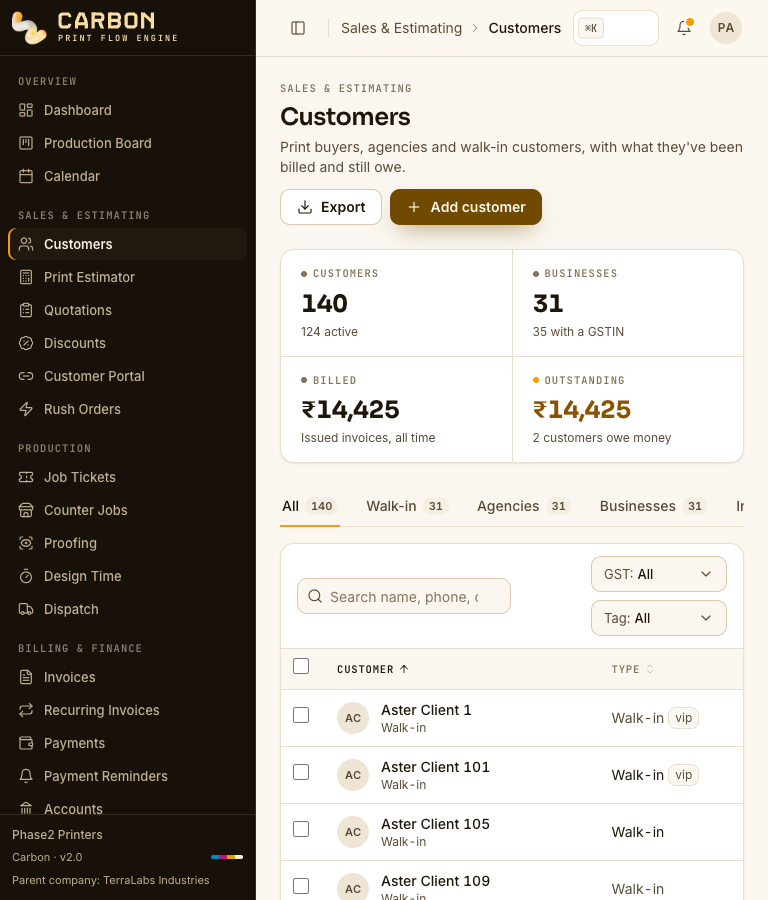 CARBON
PRINT FLOW ENGINE
OVERVIEW
Dashboard
Production Board
Calendar
SALES & ESTIMATING
Customers
Print Estimator
Quotations
Discounts
Customer Portal
Rush Orders
PRODUCTION
Job Tickets
Counter Jobs
Proofing
Design Time
Dispatch
BILLING & FINANCE
Invoices
Recurring Invoices
Payments
Payment Reminders
Accounts
Phase2 Printers
Carbon · v2.0
Parent company: TerraLabs Industries
Sales & Estimating > Customers ⌘K PA
SALES & ESTIMATING
Customers
Print buyers, agencies and walk-in customers, with what they've been
billed and still owe.
Export + Add customer
CUSTOMERS
140
124 active
BUSINESSES
31
35 with a GSTIN
BILLED
₹14,425
Issued invoices, all time
OUTSTANDING
₹14,425
2 customers owe money
All 140 Walk-in 31 Agencies 31 Businesses 31
GST: All
Search name, phone,
Tag: All
CUSTOMER ↑ TYPE
AC Aster Client 1 Walk-in vip
Walk-in
AC Aster Client 101 Walk-in vip
Walk-in
AC Aster Client 105 Walk-in
Walk-in
AC Aster Client 109 Walk-in
Walk-in